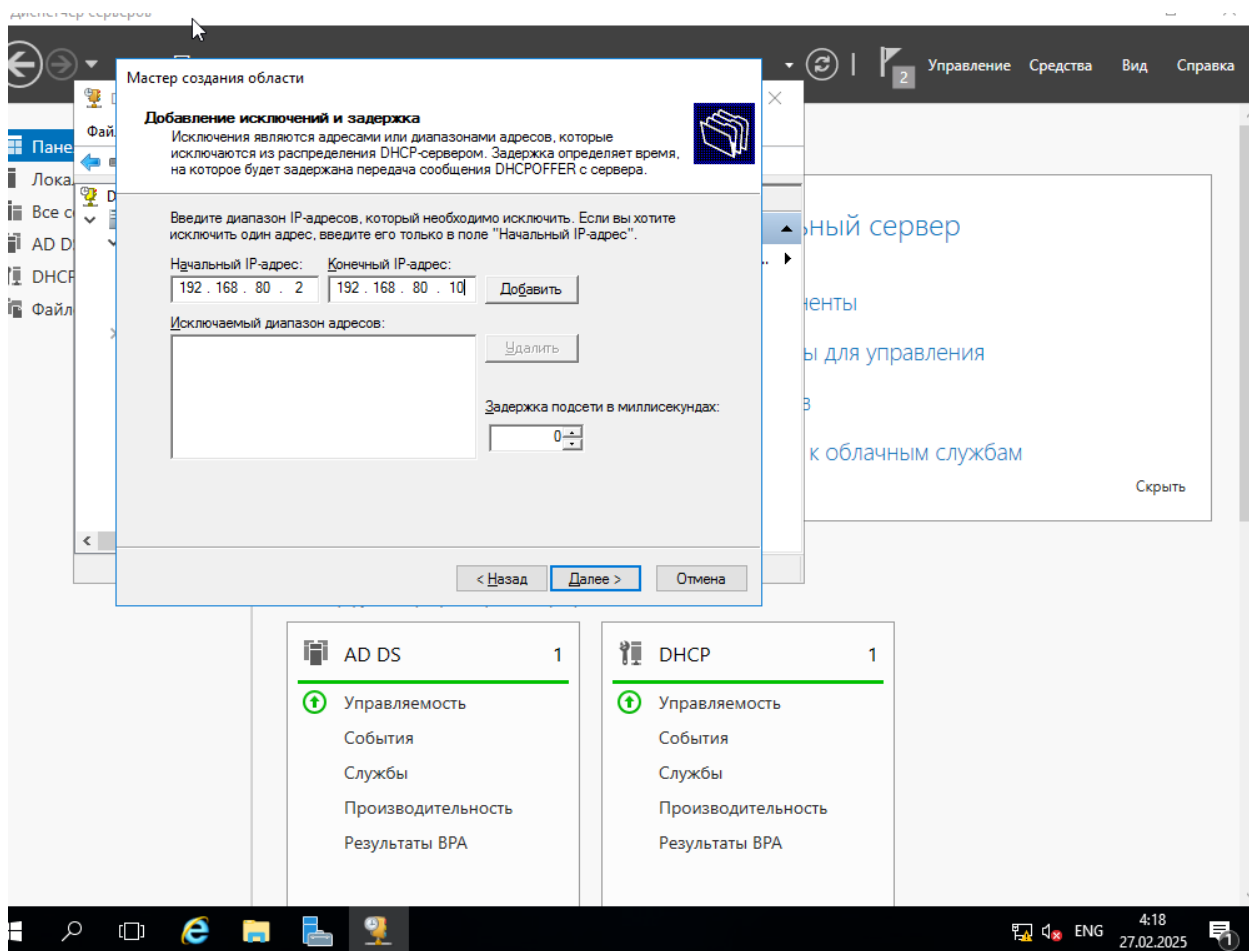 Диспетчер серверов
2
Управление Средства Вид Справка
Мастер создания области
Добавление исключений и задержка
Исключения являются адресами или диапазонами адресов, которые
исключаются из распределения DHCP-сервером. Задержка определяет время,
на которое будет задержана передача сообщения DHCPOFFER с сервера.
Введите диапазон IP-адресов, который необходимо исключить. Если вы хотите
исключить один адрес, введите его только в поле "Начальный IP-адрес".
Начальный IP-адрес: Конечный IP-адрес:
192 . 168 . 80 . 2 192 . 168 . 80 . 10 Добавить
Исключаемый диапазон адресов:
Удалить
Задержка подсети в миллисекундах:
0
< Назад Далее > Отмена
Фай
Пане
Лока
Все с
AD D
DHCP
Файл
D
ьный сервер
ненты
ы для управления
в
к облачным службам
Скрыть
AD DS 1
Управляемость
События
Службы
Производительность
Результаты BPA
DHCP 1
Управляемость
События
Службы
Производительность
Результаты BPA
ENG
4:18
27.02.2025
1